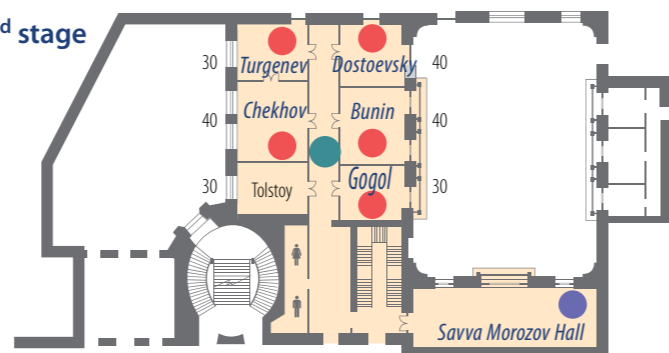 d stage
30
Turgenev
Dostoevsky
40
40
Chekhov
Bunin
40
30
Tolstoy
Gogol
30
Savva Morozov Hall